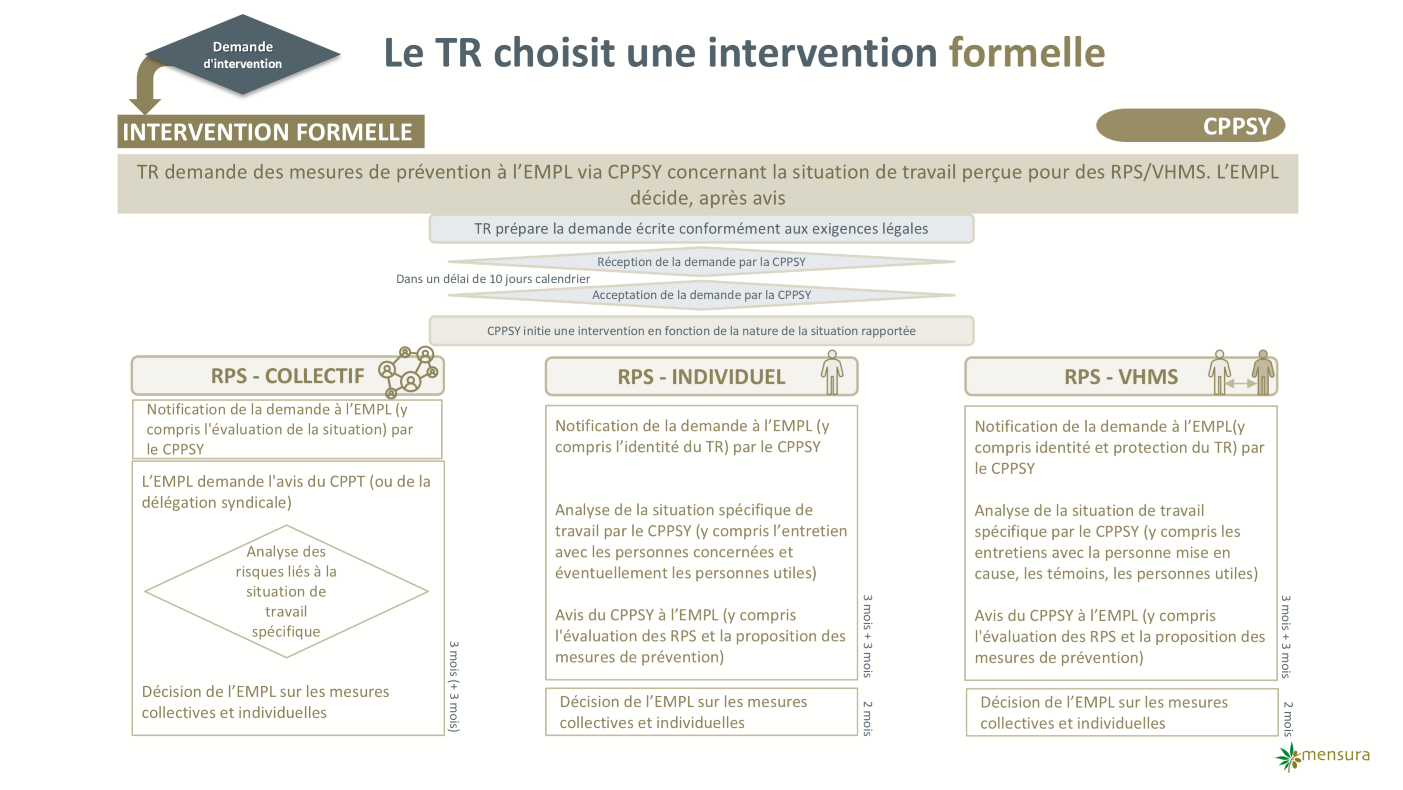 Demande
d'intervention
Le TR choisit une intervention formelle
INTERVENTION FORMELLE
CPPSY
TR demande des mesures de prévention à l’EMPL via CPPSY concernant la situation de travail perçue pour des RPS/VHMS. L’EMPL
décide, après avis
TR prépare la demande écrite conformément aux exigences légales
Réception de la demande par la CPPSY
Dans un délai de 10 jours calendrier
Acceptation de la demande par la CPPSY
CPPSY initie une intervention en fonction de la nature de la situation rapportée
RPS - COLLECTIF
Notification de la demande à l’EMPL (y
compris l'évaluation de la situation) par
le CPPSY
L’EMPL demande l'avis du CPPT (ou de la
délégation syndicale)
Analyse des
risques liés à la
situation de
travail
spécifique
Décision de l’EMPL sur les mesures
collectives et individuelles
3 mois (+ 3 mois)
RPS - INDIVIDUEL
Notification de la demande à l’EMPL (y
compris l’identité du TR) par le CPPSY
Analyse de la situation spécifique de
travail par le CPPSY (y compris l’entretien
avec les personnes concernées et
éventuellement les personnes utiles)
Avis du CPPSY à l’EMPL (y compris
l'évaluation des RPS et la proposition des
mesures de prévention)
3 mois + 3 mois
Décision de l’EMPL sur les mesures
collectives et individuelles
2 mois
RPS - VHMS
Notification de la demande à l’EMPL(y
compris identité et protection du TR) par
le CPPSY
Analyse de la situation de travail
spécifique par le CPPSY (y compris les
entretiens avec la personne mise en
cause, les témoins, les personnes utiles)
Avis du CPPSY à l’EMPL (y compris
l'évaluation des RPS et la proposition des
mesures de prévention)
3 mois + 3 mois
Décision de l’EMPL sur les mesures
collectives et individuelles
2 mois
mensura